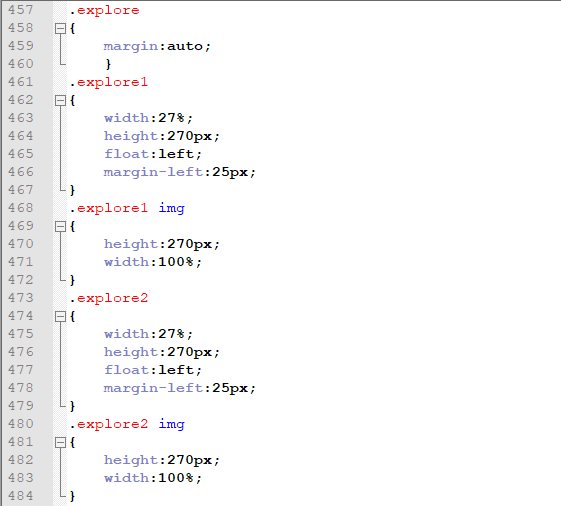 457 .explore
458 {
459 margin:auto;
460 }
461 .explore1
462 {
463 width:27%;
464 height:270px;
465 float:left;
466 margin-left:25px;
467 }
468 .explore1 img
469 {
470 height:270px;
471 width:100%;
472 }
473 .explore2
474 {
475 width:27%;
476 height:270px;
477 float:left;
478 margin-left:25px;
479 }
480 .explore2 img
481 {
482 height:270px;
483 width:100%;
484 }